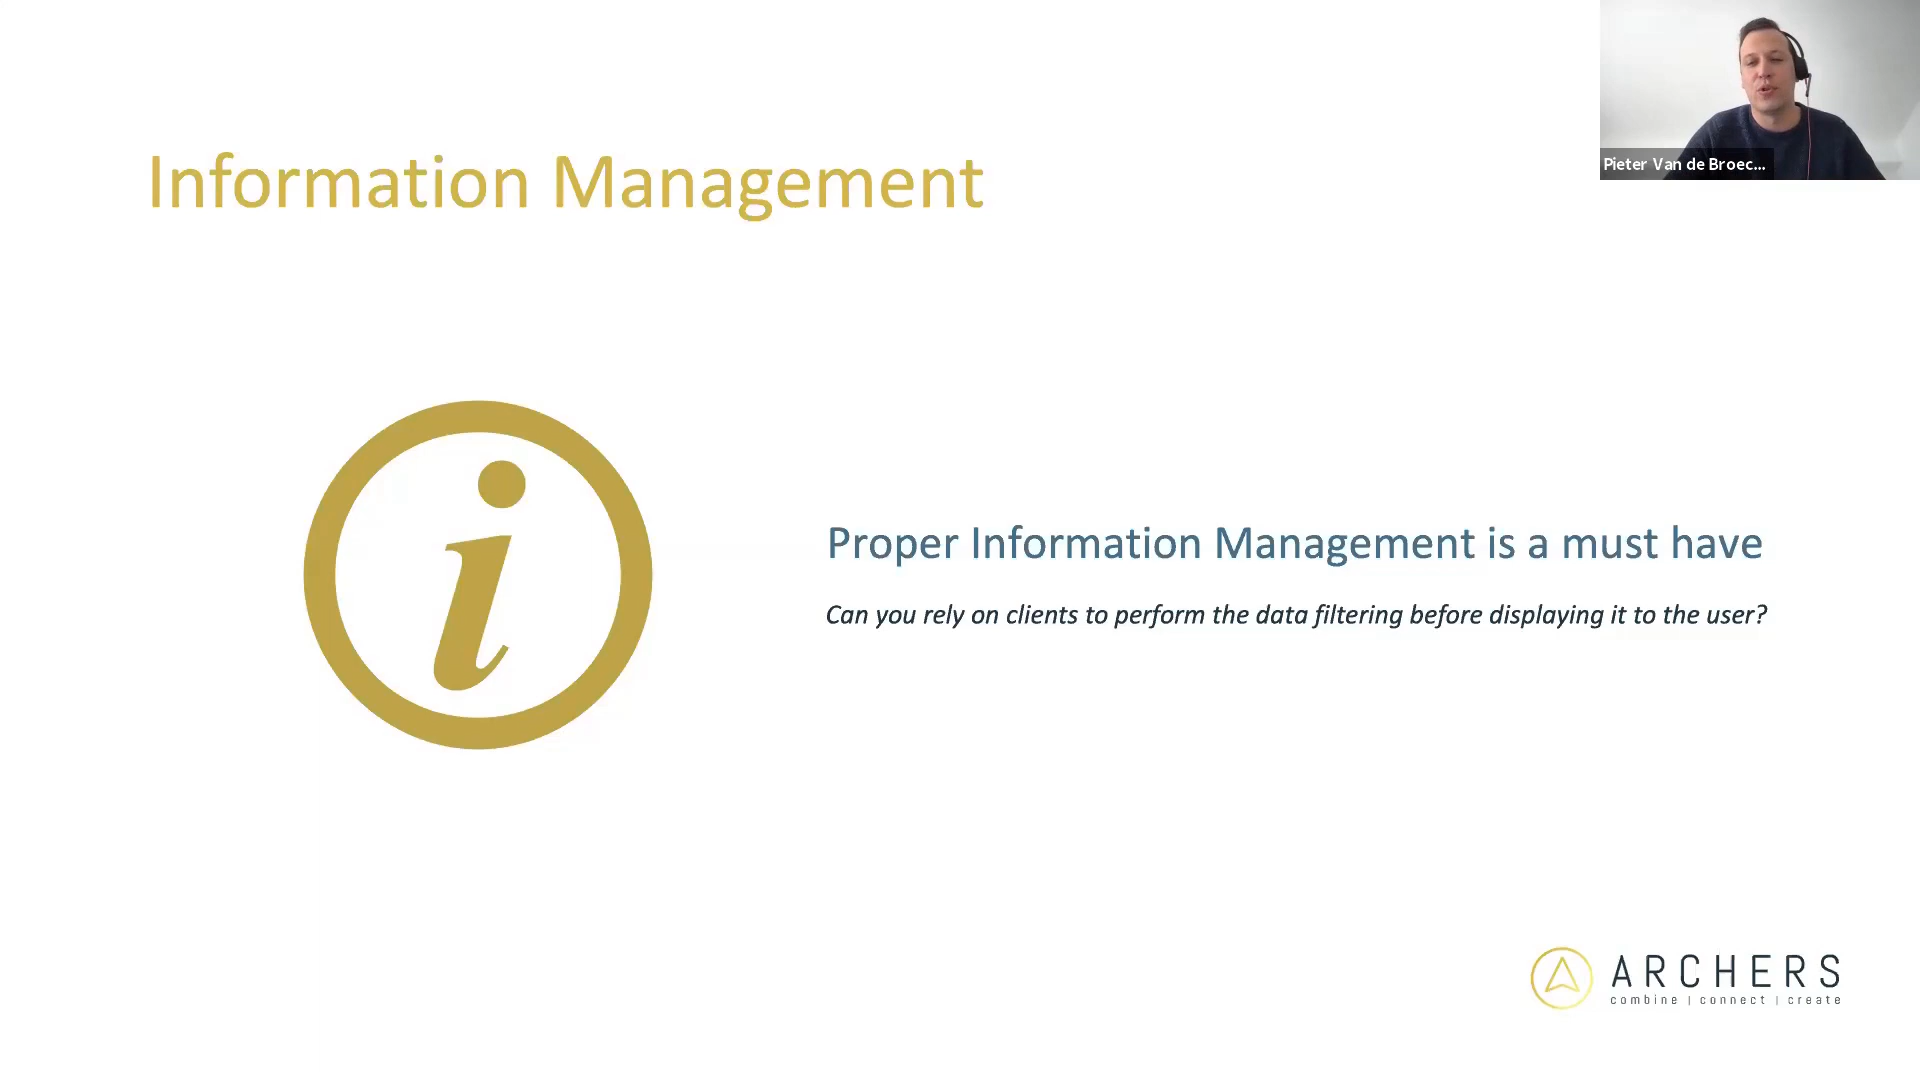 Information Management
Pieter Van de Broec...
i
Proper Information Management is a must have
Can you rely on clients to perform the data filtering before displaying it to the user?
ARCHERS
combine | connect | create